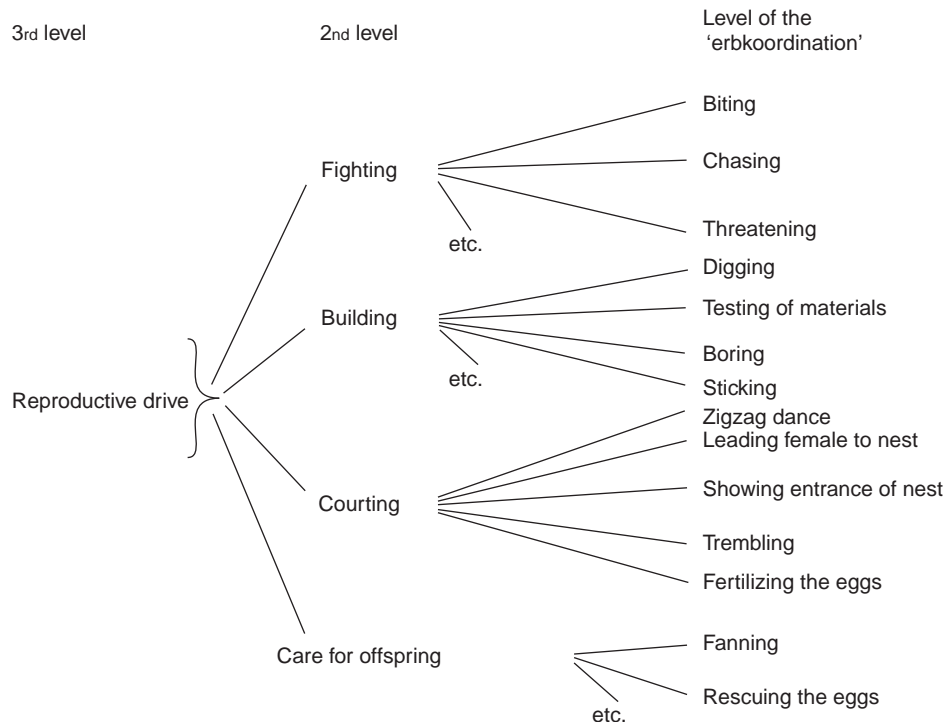 3rd level
2nd level
Level of the
'erbkoordination'
Biting
Fighting
Chasing
Threatening
etc.
Digging
Building
Testing of materials
Boring
etc.
Sticking
Reproductive drive
Zigzag dance
Leading female to nest
Courting
Showing entrance of nest
Trembling
Fertilizing the eggs
Care for offspring
Fanning
Rescuing the eggs
etc.